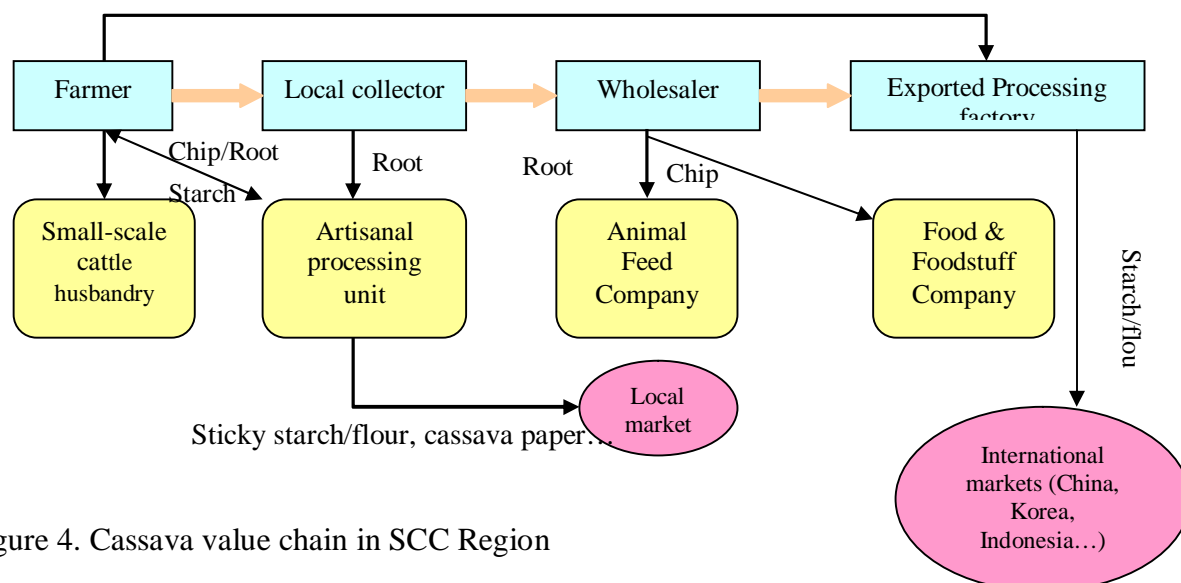 Farmer
Local collector
Wholesaler
Exported Processing
factory
Chip/Root
Starch
Root
Root
Chip
Small-scale
cattle
husbandry
Artisanal
processing
unit
Animal
Feed
Company
Food &
Foodstuff
Company
Starch/flou
Local
market
Sticky starch/flour, cassava paper…
International
markets (China,
Korea,
Indonesia…)
gure 4. Cassava value chain in SCC Region